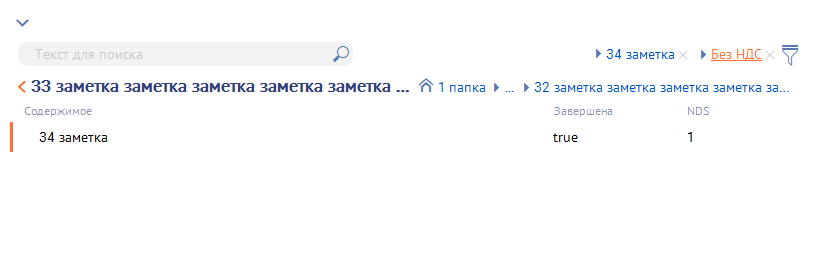 Текст для поиска
34 заметка Без НДС
33 заметка заметка заметка заметка заметка ... 1 папка ... 32 заметка заметка заметка заметка за...
Содержимое Завершена NDS
34 заметка true 1